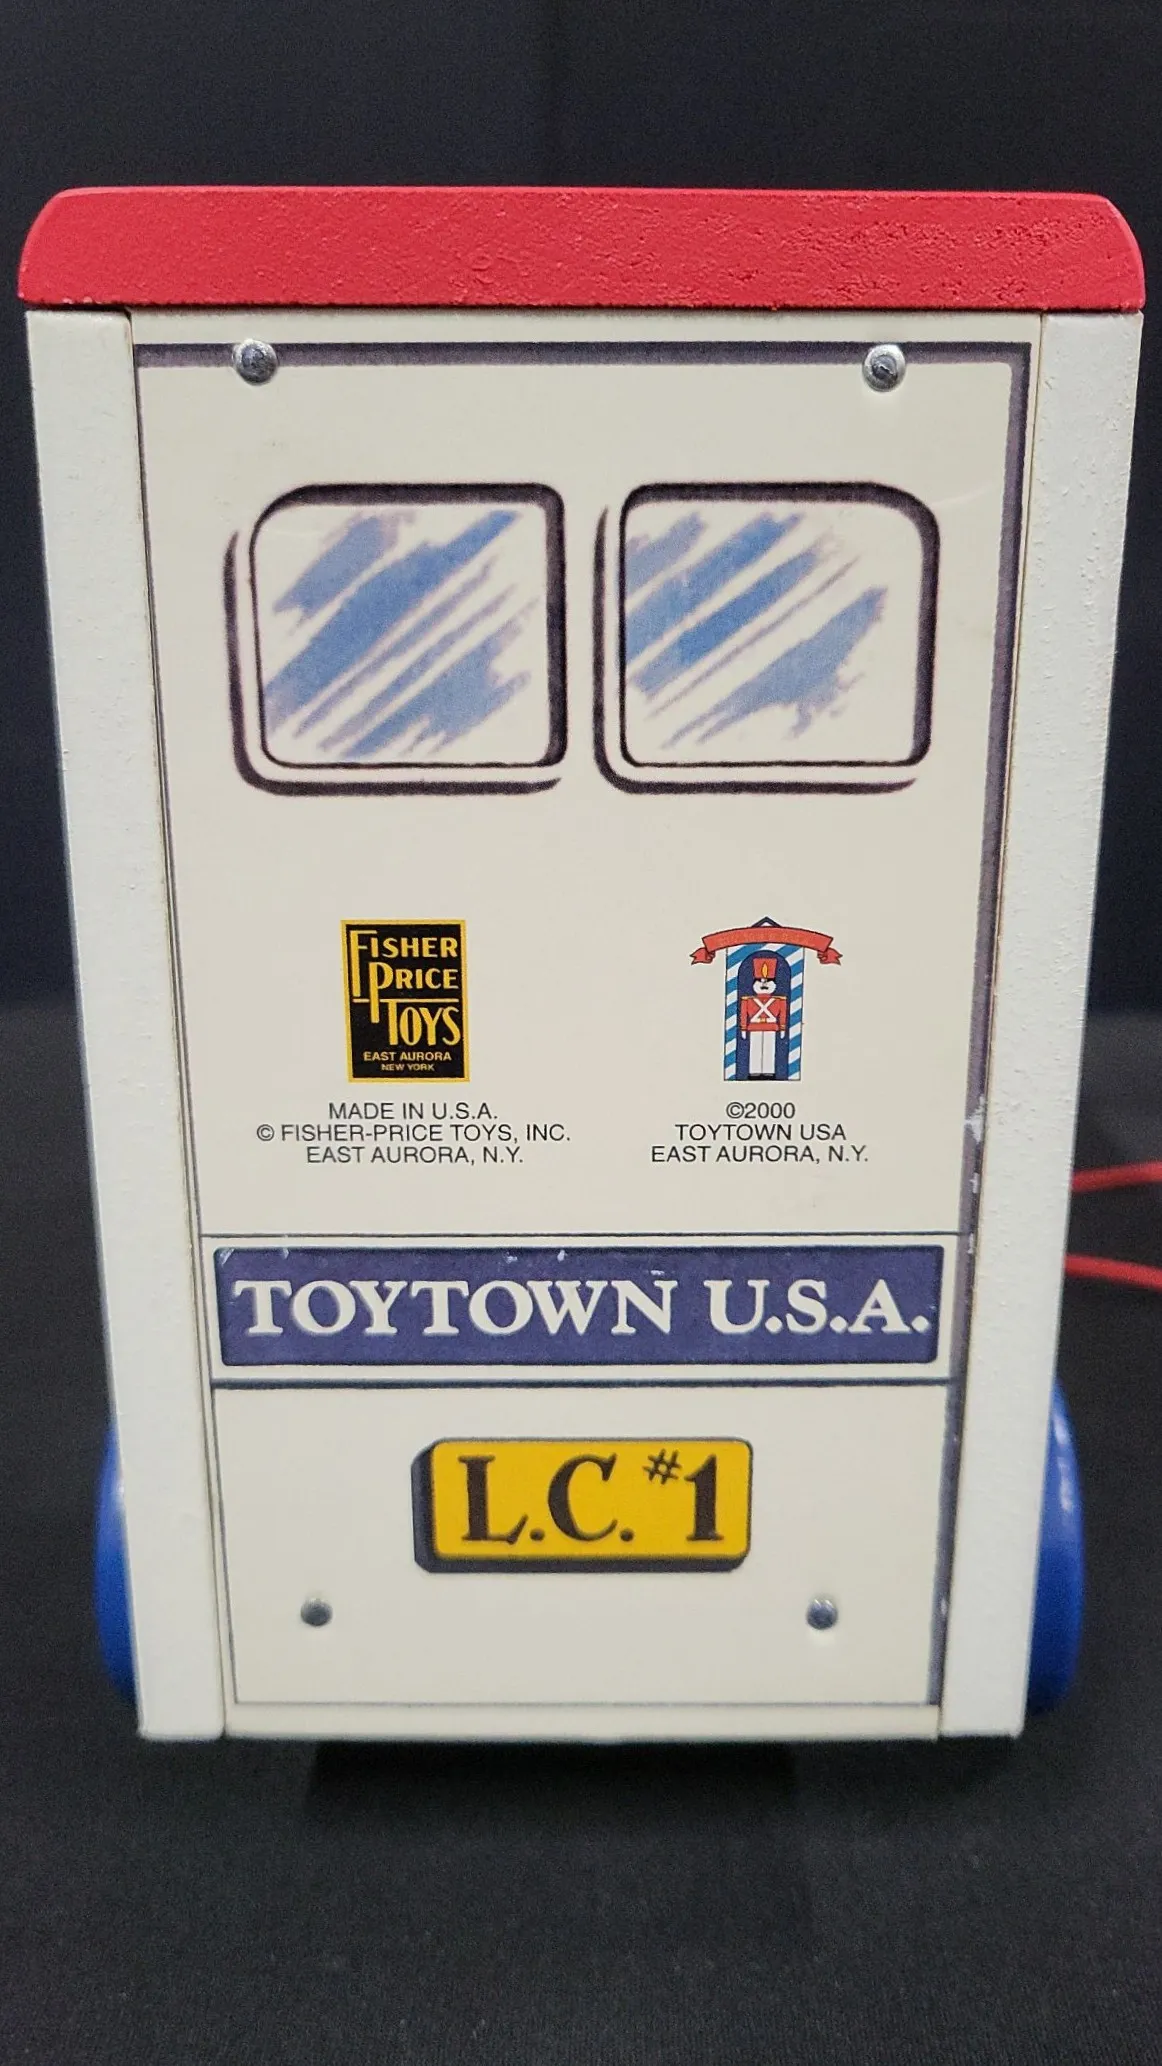 FISHER
PRICE
TOYS
EAST AURORA
NEW YORK
MADE IN U.S.A.
© FISHER-PRICE TOYS, INC.
EAST AURORA, N.Y.
©2000
TOYTOWN USA
EAST AURORA, N.Y.
TOYTOWN U.S.A.
L.C. #1